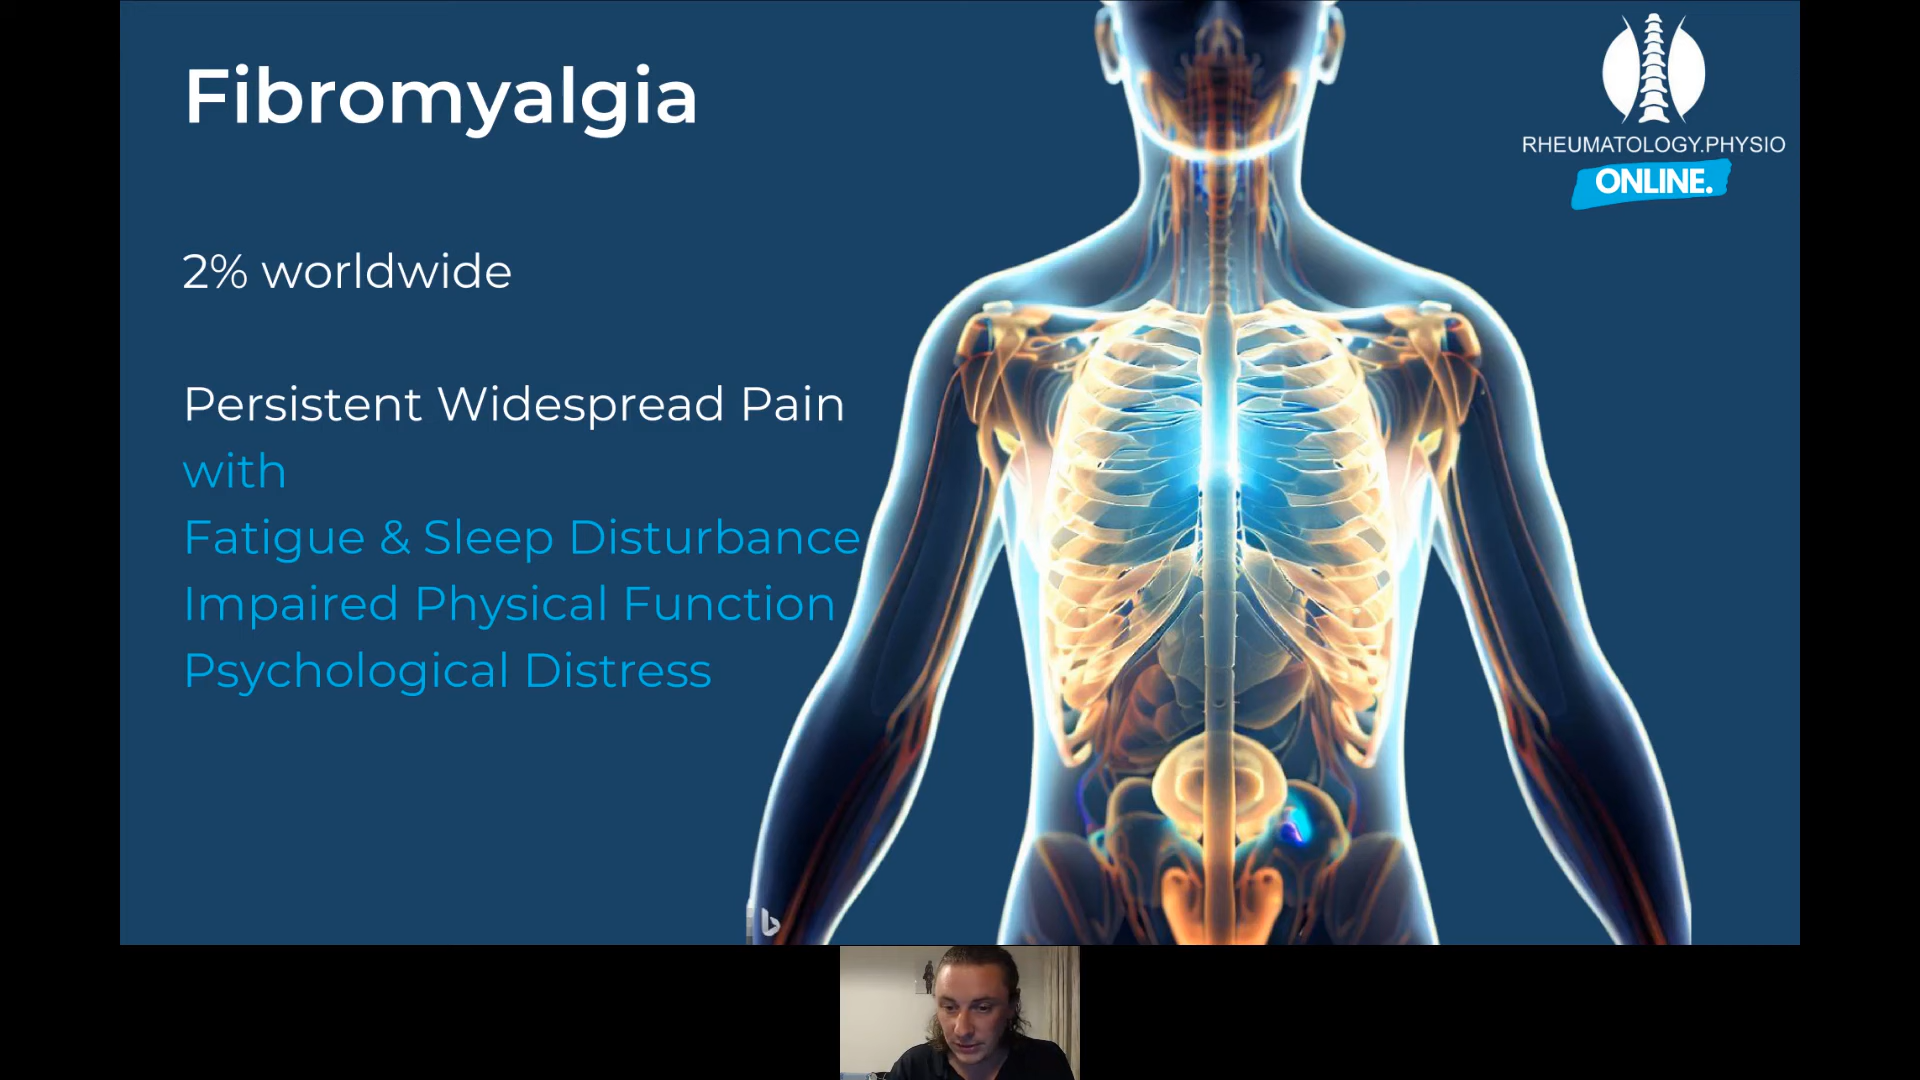 Fibromyalgia
RHEUMATOLOGY.PHYSIO
ONLINE.
2% worldwide
Persistent Widespread Pain
with
Fatigue & Sleep Disturbance
Impaired Physical Function
Psychological Distress